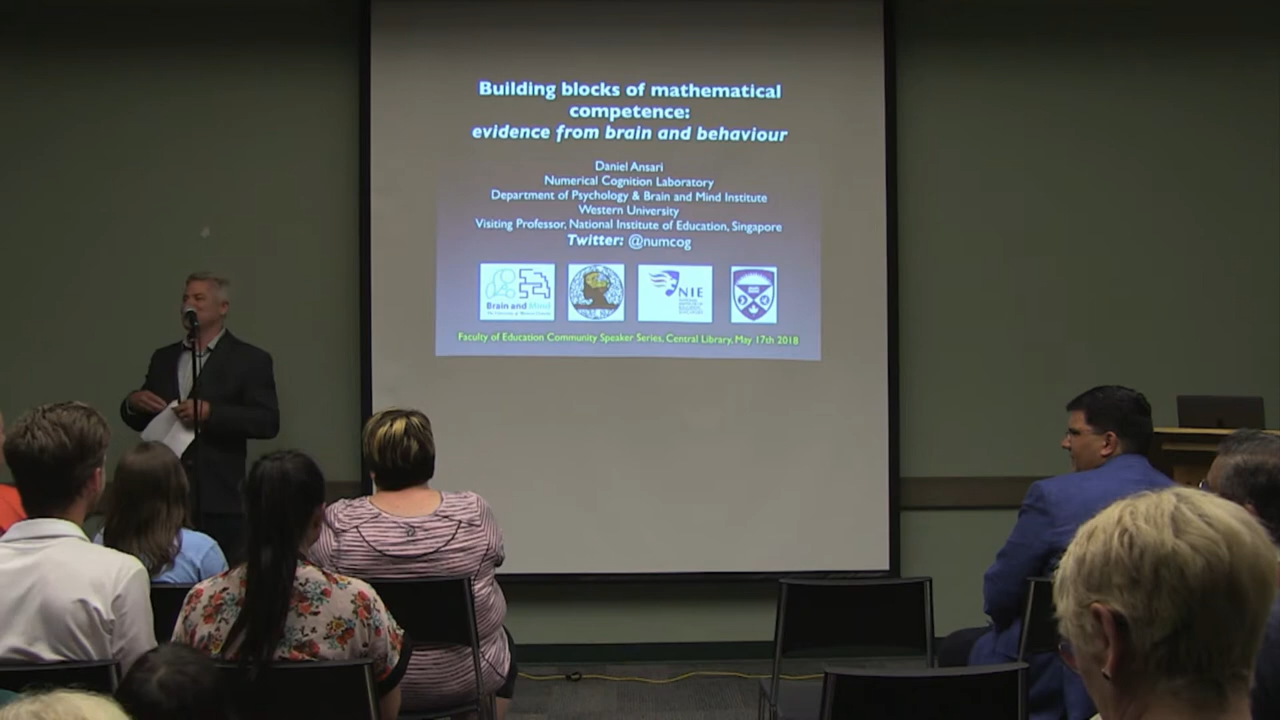 Building blocks of mathematical
competence:
evidence from brain and behaviour
Daniel Ansari
Numerical Cognition Laboratory
Department of Psychology & Brain and Mind Institute
Western University
Visiting Professor, National Institute of Education, Singapore
Twitter: @numcog
Brain and Mind
NIE
Faculty of Education Community Speaker Series, Central Library, May 17th 2018